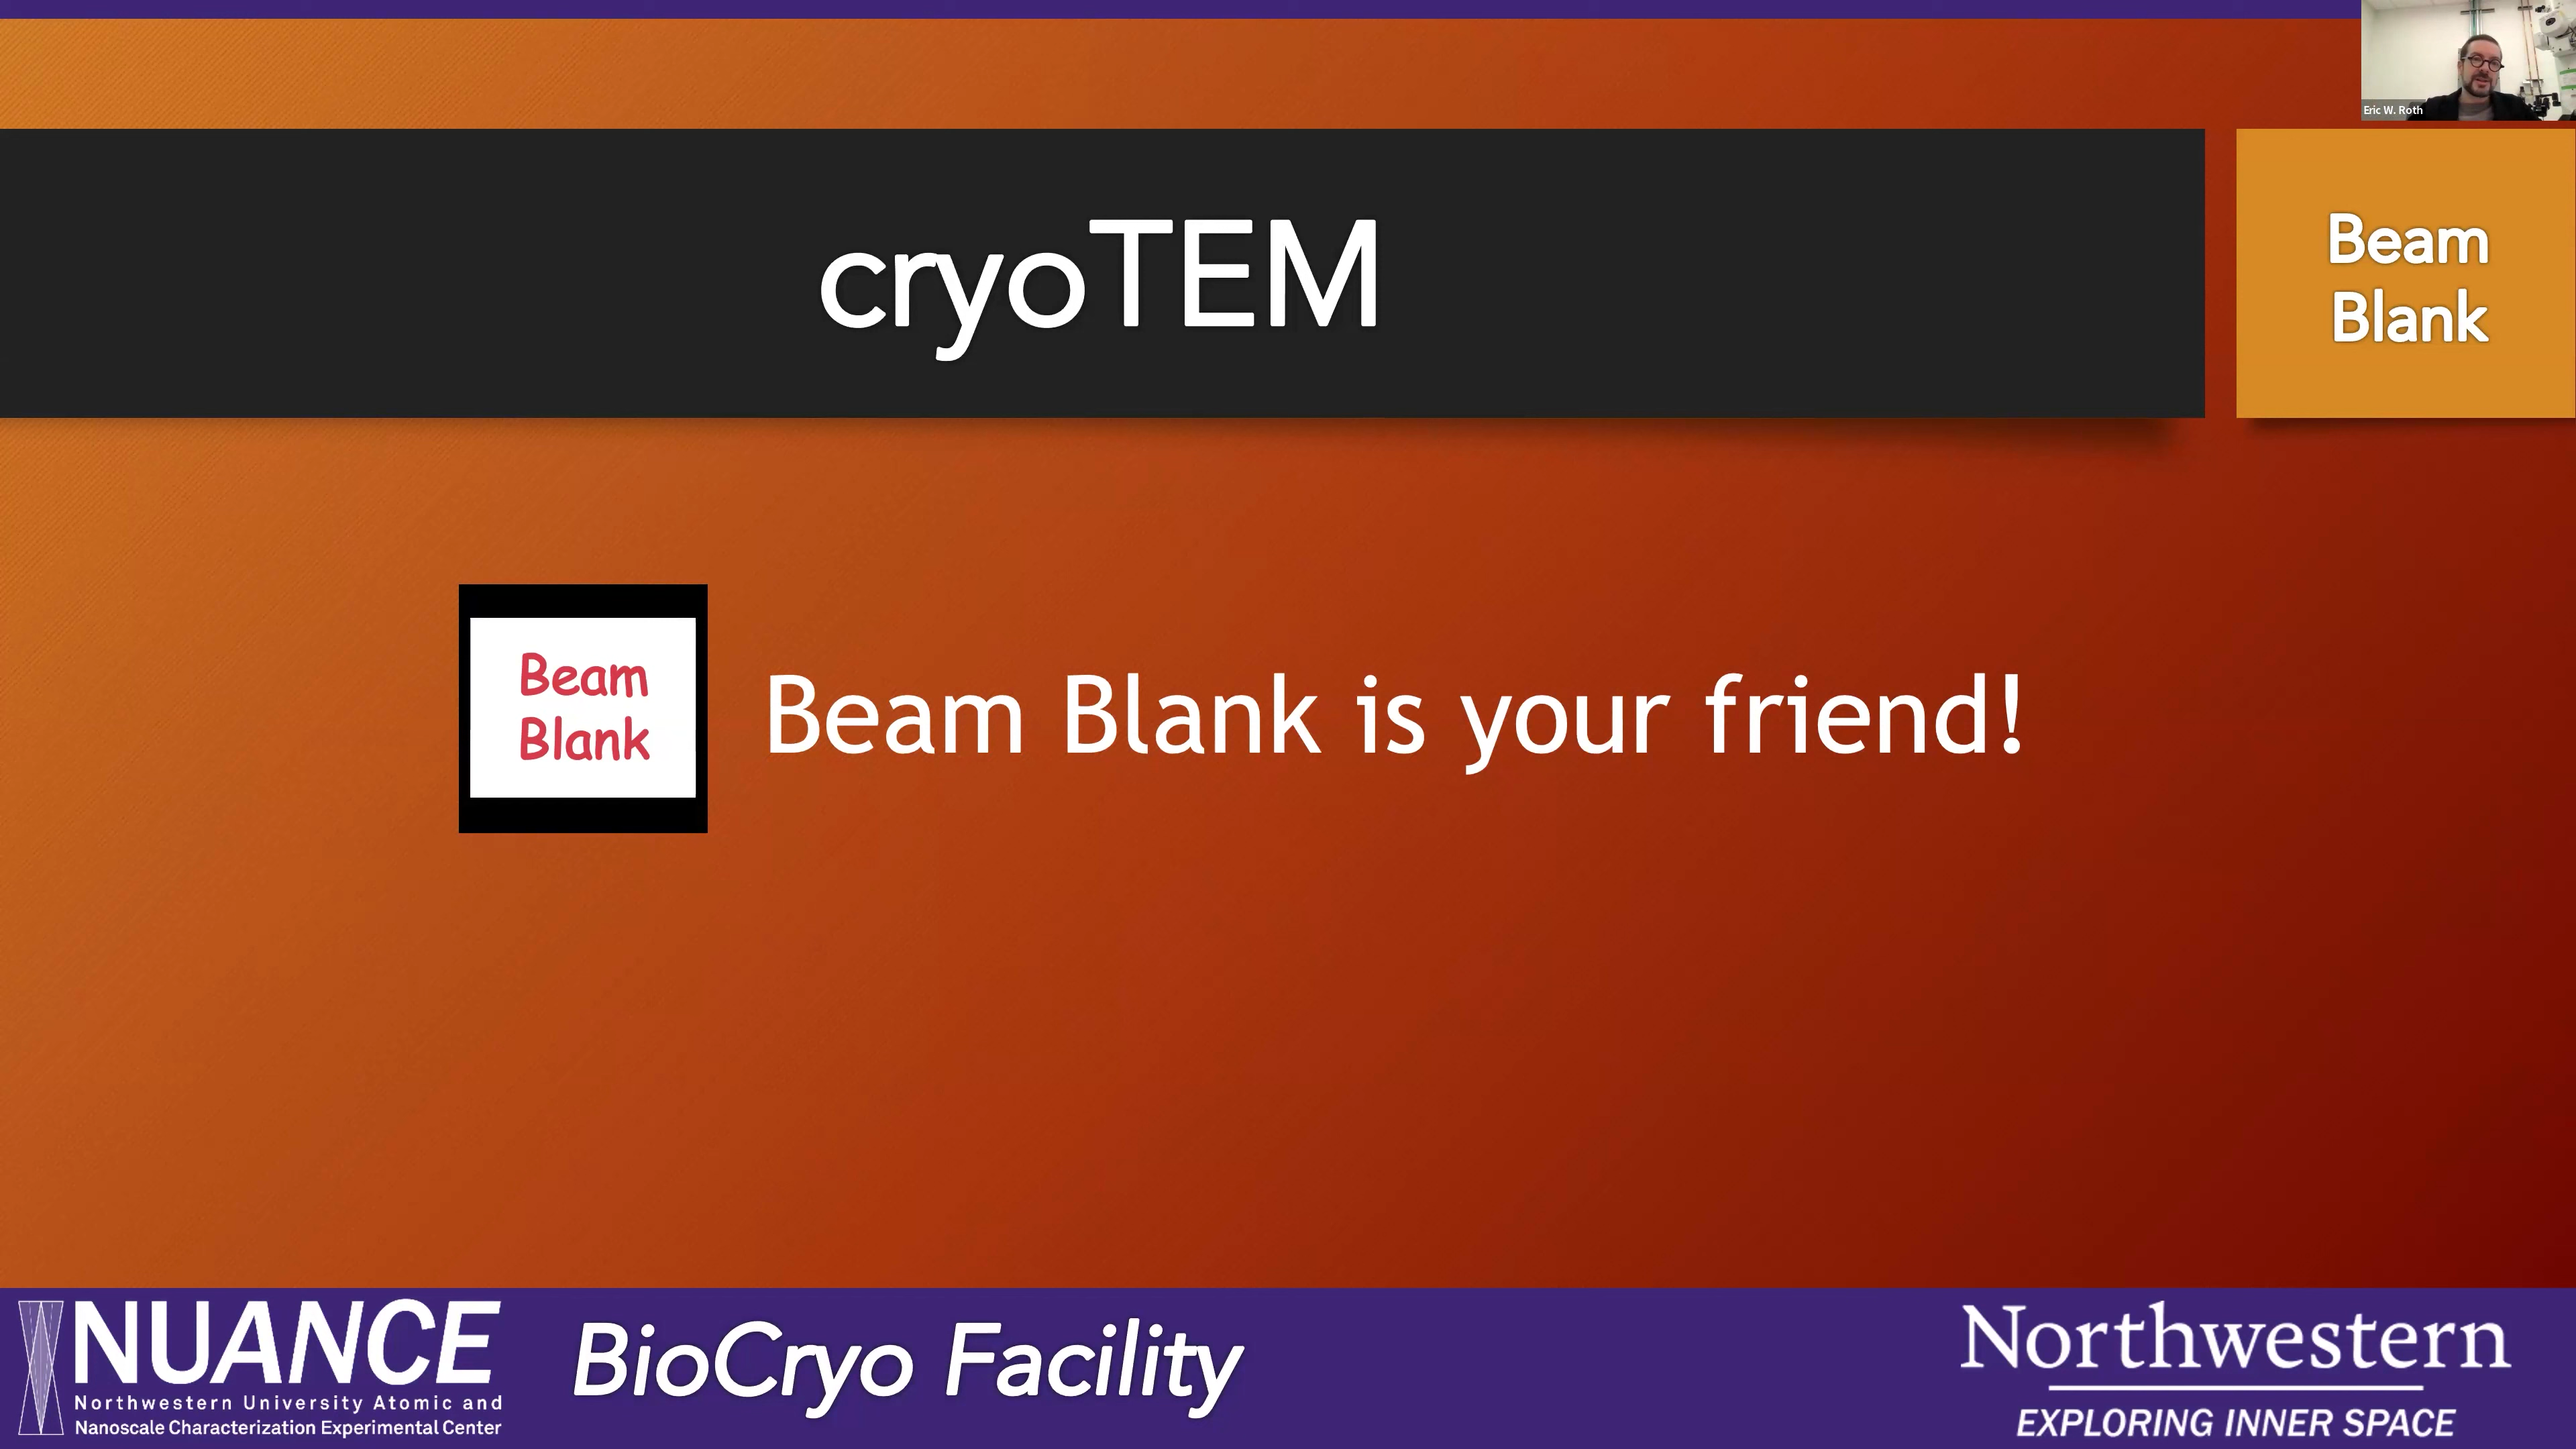 Eric W. Roth
cryoTEM
Beam
Blank
Beam
Blank
Beam Blank is your friend!
NUANCE
Northwestern University Atomic and
Nanoscale Characterization Experimental Center
BioCryo Facility
Northwestern
EXPLORING INNER SPACE